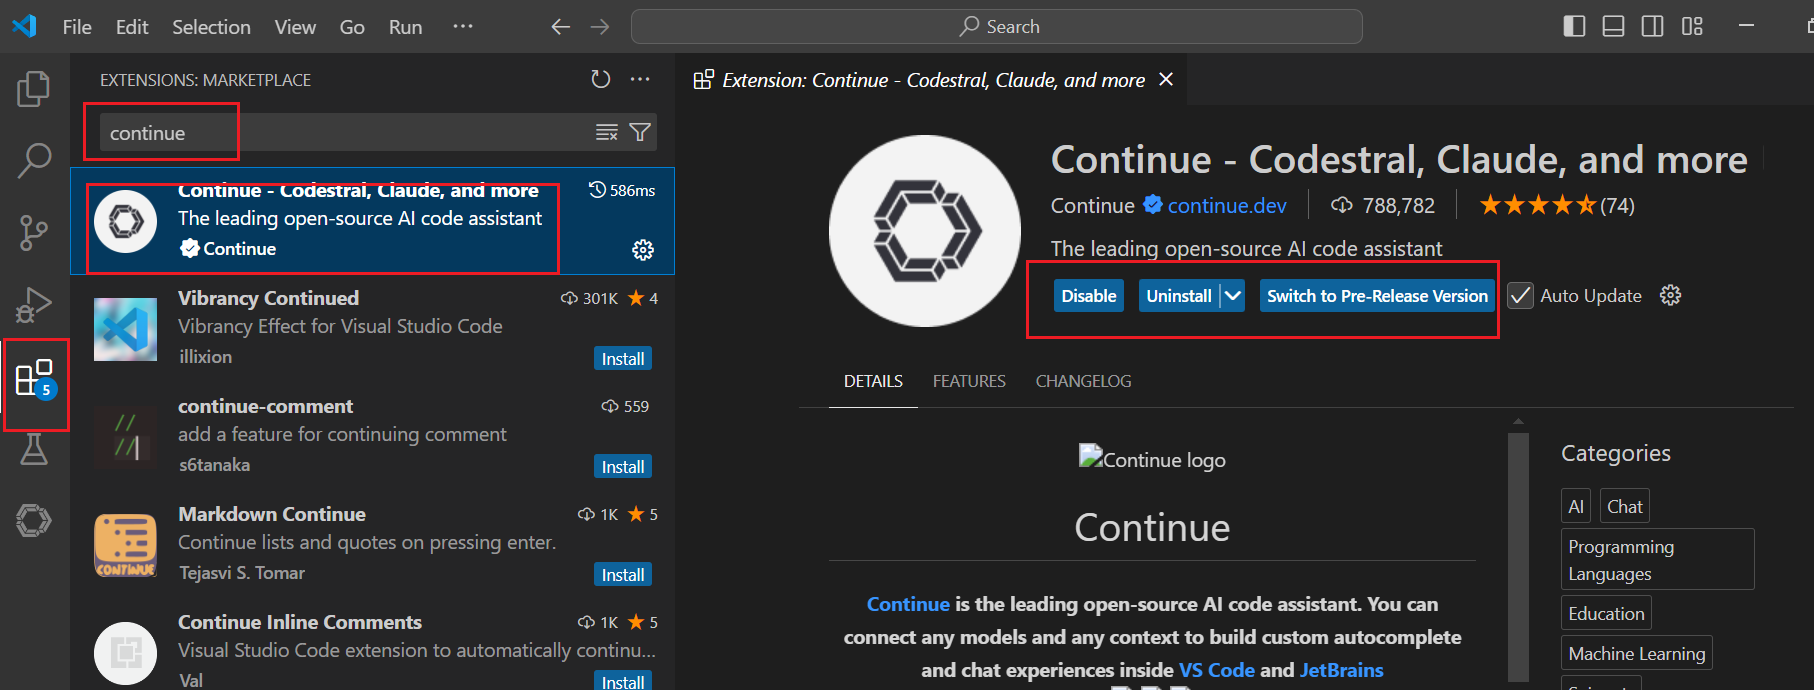 File Edit Selection View Go Run ···
Search
EXTENSIONS: MARKETPLACE
continue
Continue - Codestral, Claude, and more
586ms
The leading open-source AI code assistant
Continue
Vibrancy Continued
301K 4
Vibrancy Effect for Visual Studio Code
illixion
Install
continue-comment
559
add a feature for continuing comment
s6tanaka
Install
Markdown Continue
1K 5
Continue lists and quotes on pressing enter.
Tejasvi S. Tomar
Install
Continue Inline Comments
1K 5
Visual Studio Code extension to automatically continu...
Val
Install
5
//
//
CONTINUE
Extension: Continue - Codestral, Claude, and more
Continue - Codestral, Claude, and more
Continue continue.dev 788,782 (74)
The leading open-source AI code assistant
Disable Uninstall Switch to Pre-Release Version Auto Update
DETAILS FEATURES CHANGELOG
Continue logo
Continue
Continue is the leading open-source AI code assistant. You can
connect any models and any context to build custom autocomplete
and chat experiences inside VS Code and JetBrains
Categories
AI Chat
Programming
Languages
Education
Machine Learning